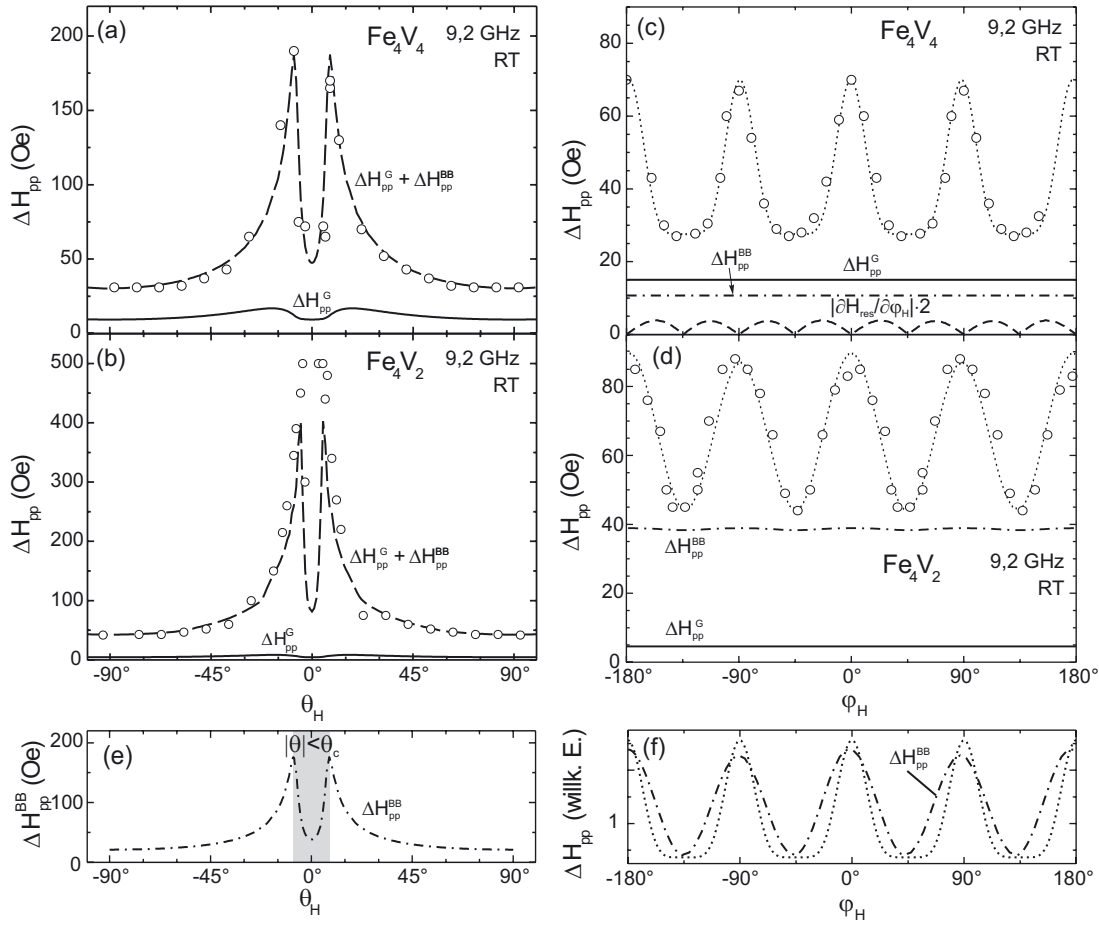 (a)
Fe4V4
9,2 GHz
RT
200
150
100
50
0
ΔHpp (Oe)
ΔHppG + ΔHppBB
ΔHppG
(b)
Fe4V2
9,2 GHz
RT
500
400
300
200
100
0
ΔHpp (Oe)
ΔHppG + ΔHppBB
ΔHppG
-90° -45° 0° 45° 90°
θH
(e)
|θ| < θc
200
100
0
ΔHppBB (Oe)
ΔHppBB
-90° -45° 0° 45° 90°
θH
(c)
Fe4V4
9,2 GHz
RT
80
60
40
20
0
ΔHpp (Oe)
ΔHppBB
ΔHppG
|∂Hres/∂φH|·2
(d)
80
60
40
20
0
ΔHpp (Oe)
ΔHppBB
Fe4V2
9,2 GHz
RT
ΔHppG
-180° -90° 0° 90° 180°
φH
(f)
ΔHppBB
1
ΔHpp (willk. E.)
-180° -90° 0° 90° 180°
φH